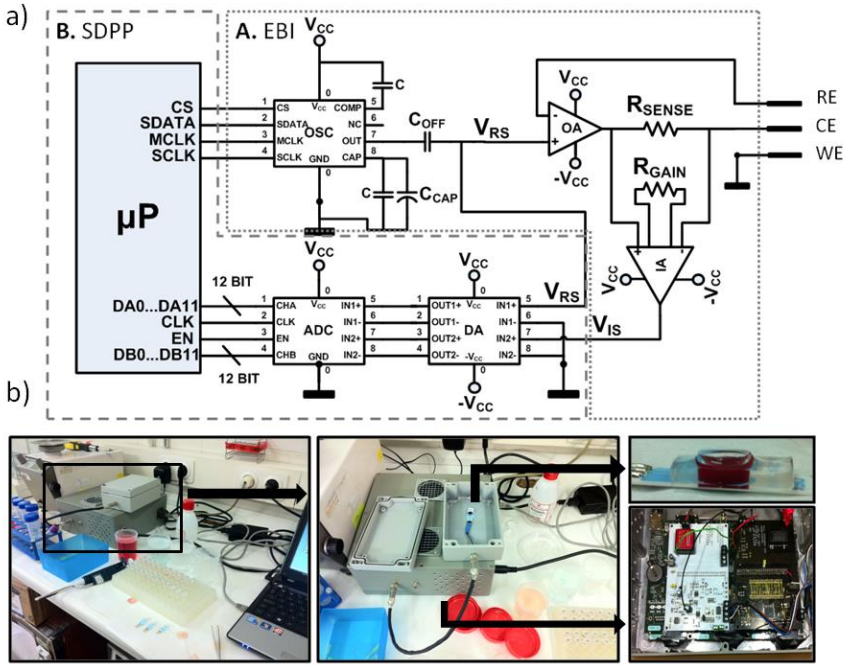 a)
B. SDPP
A. EBI
VCC
CS
SDATA
MCLK
SCLK
µP
1 CS
2 SDATA
3 MCLK
4 SCLK
0
VCC
OSC
GND
0
COMP 5
NC 6
OUT 7
CAP 8
C
COFF
C
CCAP
VRS
VCC
- OA
+
-VCC
RSENSE
RGAIN
RE
CE
WE
+ IA -
VCC
-VCC
VRS
VIS
DA0...DA11
CLK
EN
DB0...DB11
12 BIT
12 BIT
VCC
0
1 CHA VCC IN1+ 5
2 CLK IN1- 6
3 EN ADC IN2+ 7
4 CHB GND IN2- 8
0
VCC
0
1 OUT1+ VCC IN1+ 5
2 OUT1- IN1- 6
3 OUT2+ DA IN2+ 7
4 OUT2- -VCC IN2- 8
0
-VCC
b)